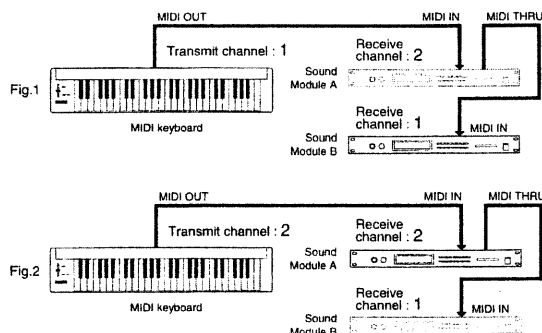 MIDI OUT MIDI IN MIDI THRU
Transmit channel : 1
Receive
channel : 2
Sound
Module A
Fig.1
Receive
channel : 1
MIDI IN
MIDI keyboard
Sound
Module B
MIDI OUT MIDI IN MIDI THRU
Transmit channel : 2
Receive
channel : 2
Sound
Module A
Fig.2
Receive
channel : 1
MIDI IN
MIDI keyboard
Sound
Module B